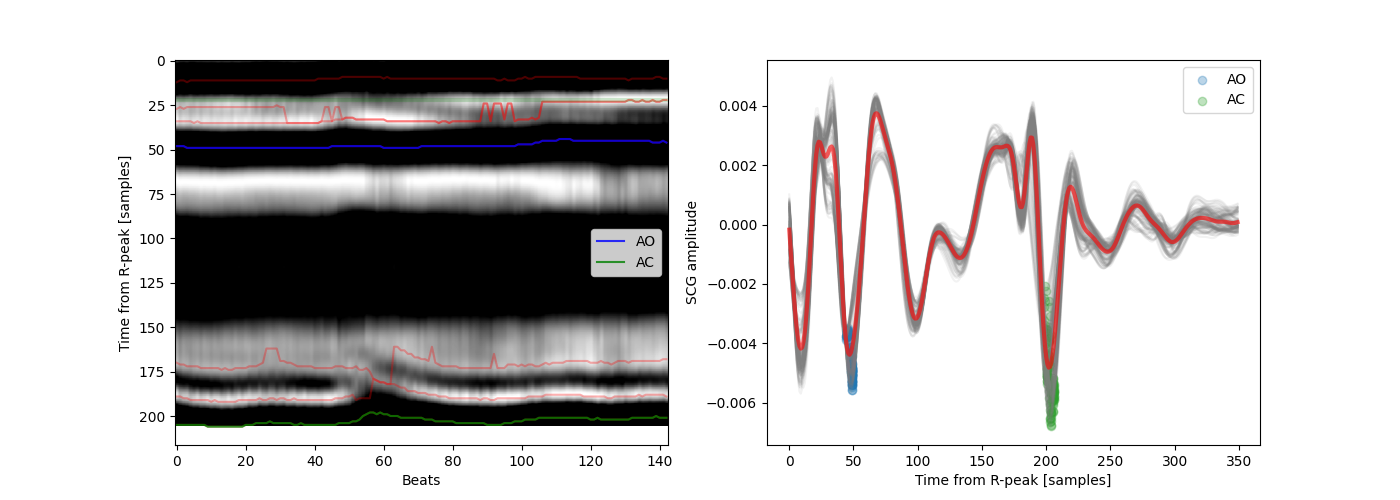 0
25
50
75
100
125
150
175
200
Time from R-peak [samples]
0 20 40 60 80 100 120 140
Beats
AO
AC
0.004
0.002
0.000
−0.002
−0.004
−0.006
SCG amplitude
0 50 100 150 200 250 300 350
Time from R-peak [samples]
AO
AC